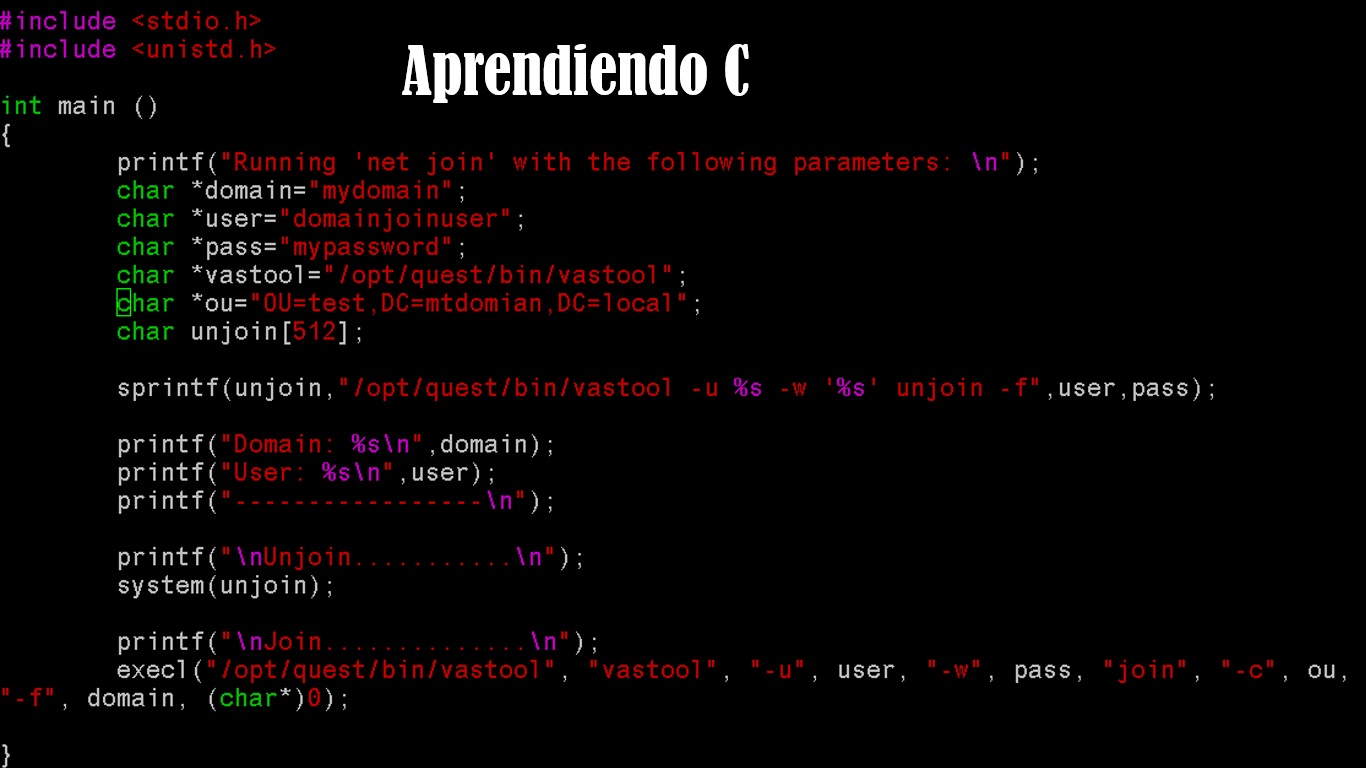 #include <stdio.h>
#include <unistd.h>
Aprendiendo C
int main ()
{
printf("Running 'net join' with the following parameters: \n");
char *domain="mydomain";
char *user="domainjoinuser";
char *pass="mypassword";
char *vastool="/opt/quest/bin/vastool";
char *ou="OU=test,DC=mtdomian,DC=local";
char unjoin[512];
sprintf(unjoin,"/opt/quest/bin/vastool -u %s -w '%s' unjoin -f",user,pass);
printf("Domain: %s\n",domain);
printf("User: %s\n",user);
printf("-----------------\n");
printf("\nUnjoin...........\n");
system(unjoin);
printf("\nJoin..............\n");
execl("/opt/quest/bin/vastool", "vastool", "-u", user, "-w", pass, "join", "-c", ou,
"-f", domain, (char*)0);
}